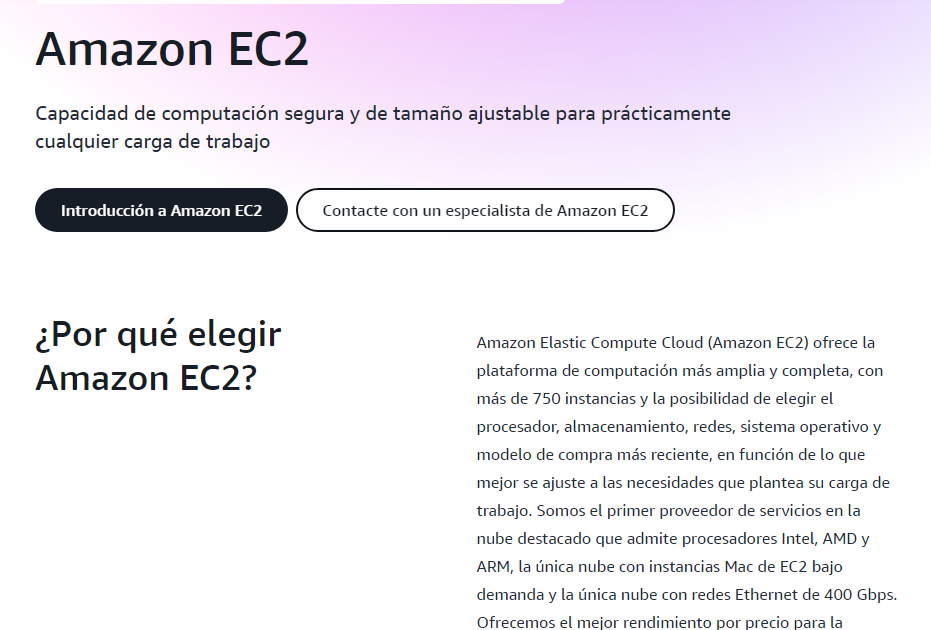 Amazon EC2
Capacidad de computación segura y de tamaño ajustable para prácticamente
cualquier carga de trabajo
Introducción a Amazon EC2
Contacte con un especialista de Amazon EC2
¿Por qué elegir
Amazon EC2?
Amazon Elastic Compute Cloud (Amazon EC2) ofrece la
plataforma de computación más amplia y completa, con
más de 750 instancias y la posibilidad de elegir el
procesador, almacenamiento, redes, sistema operativo y
modelo de compra más reciente, en función de lo que
mejor se ajuste a las necesidades que plantea su carga de
trabajo. Somos el primer proveedor de servicios en la
nube destacado que admite procesadores Intel, AMD y
ARM, la única nube con instancias Mac de EC2 bajo
demanda y la única nube con redes Ethernet de 400 Gbps.
Ofrecemos el mejor rendimiento por precio para la